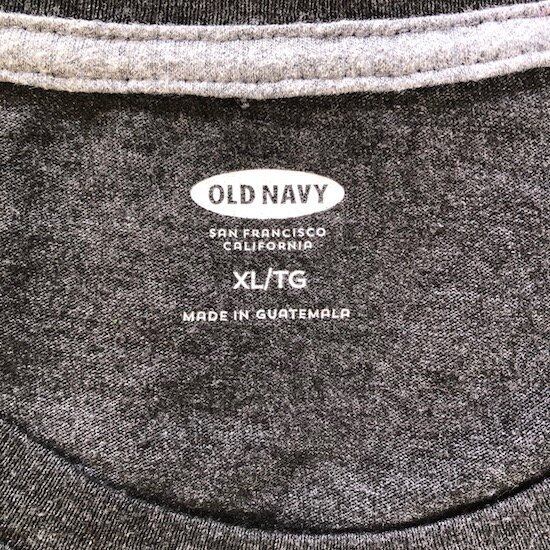 OLD NAVY
SAN FRANCISCO
CALIFORNIA
XL/TG
MADE IN GUATEMALA